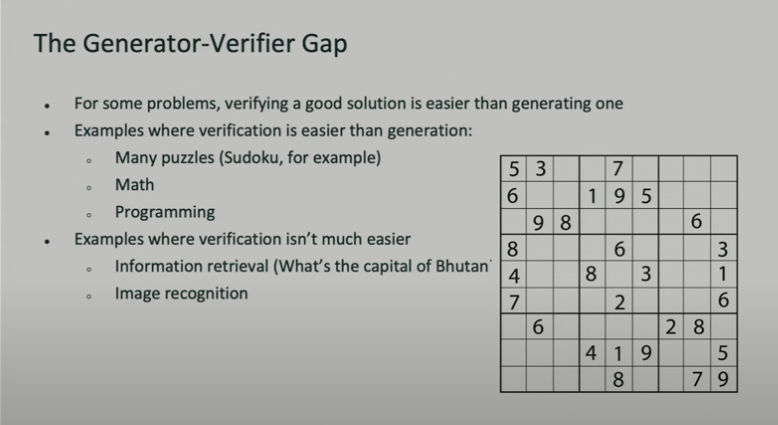 The Generator-Verifier Gap
• For some problems, verifying a good solution is easier than generating one
• Examples where verification is easier than generation:
◦ Many puzzles (Sudoku, for example)
◦ Math
◦ Programming
• Examples where verification isn't much easier
◦ Information retrieval (What's the capital of Bhutan
◦ Image recognition
5 3 7
6 1 9 5
9 8 6
8 6 3
4 8 3 1
7 2 6
6 2 8
4 1 9 5
8 7 9